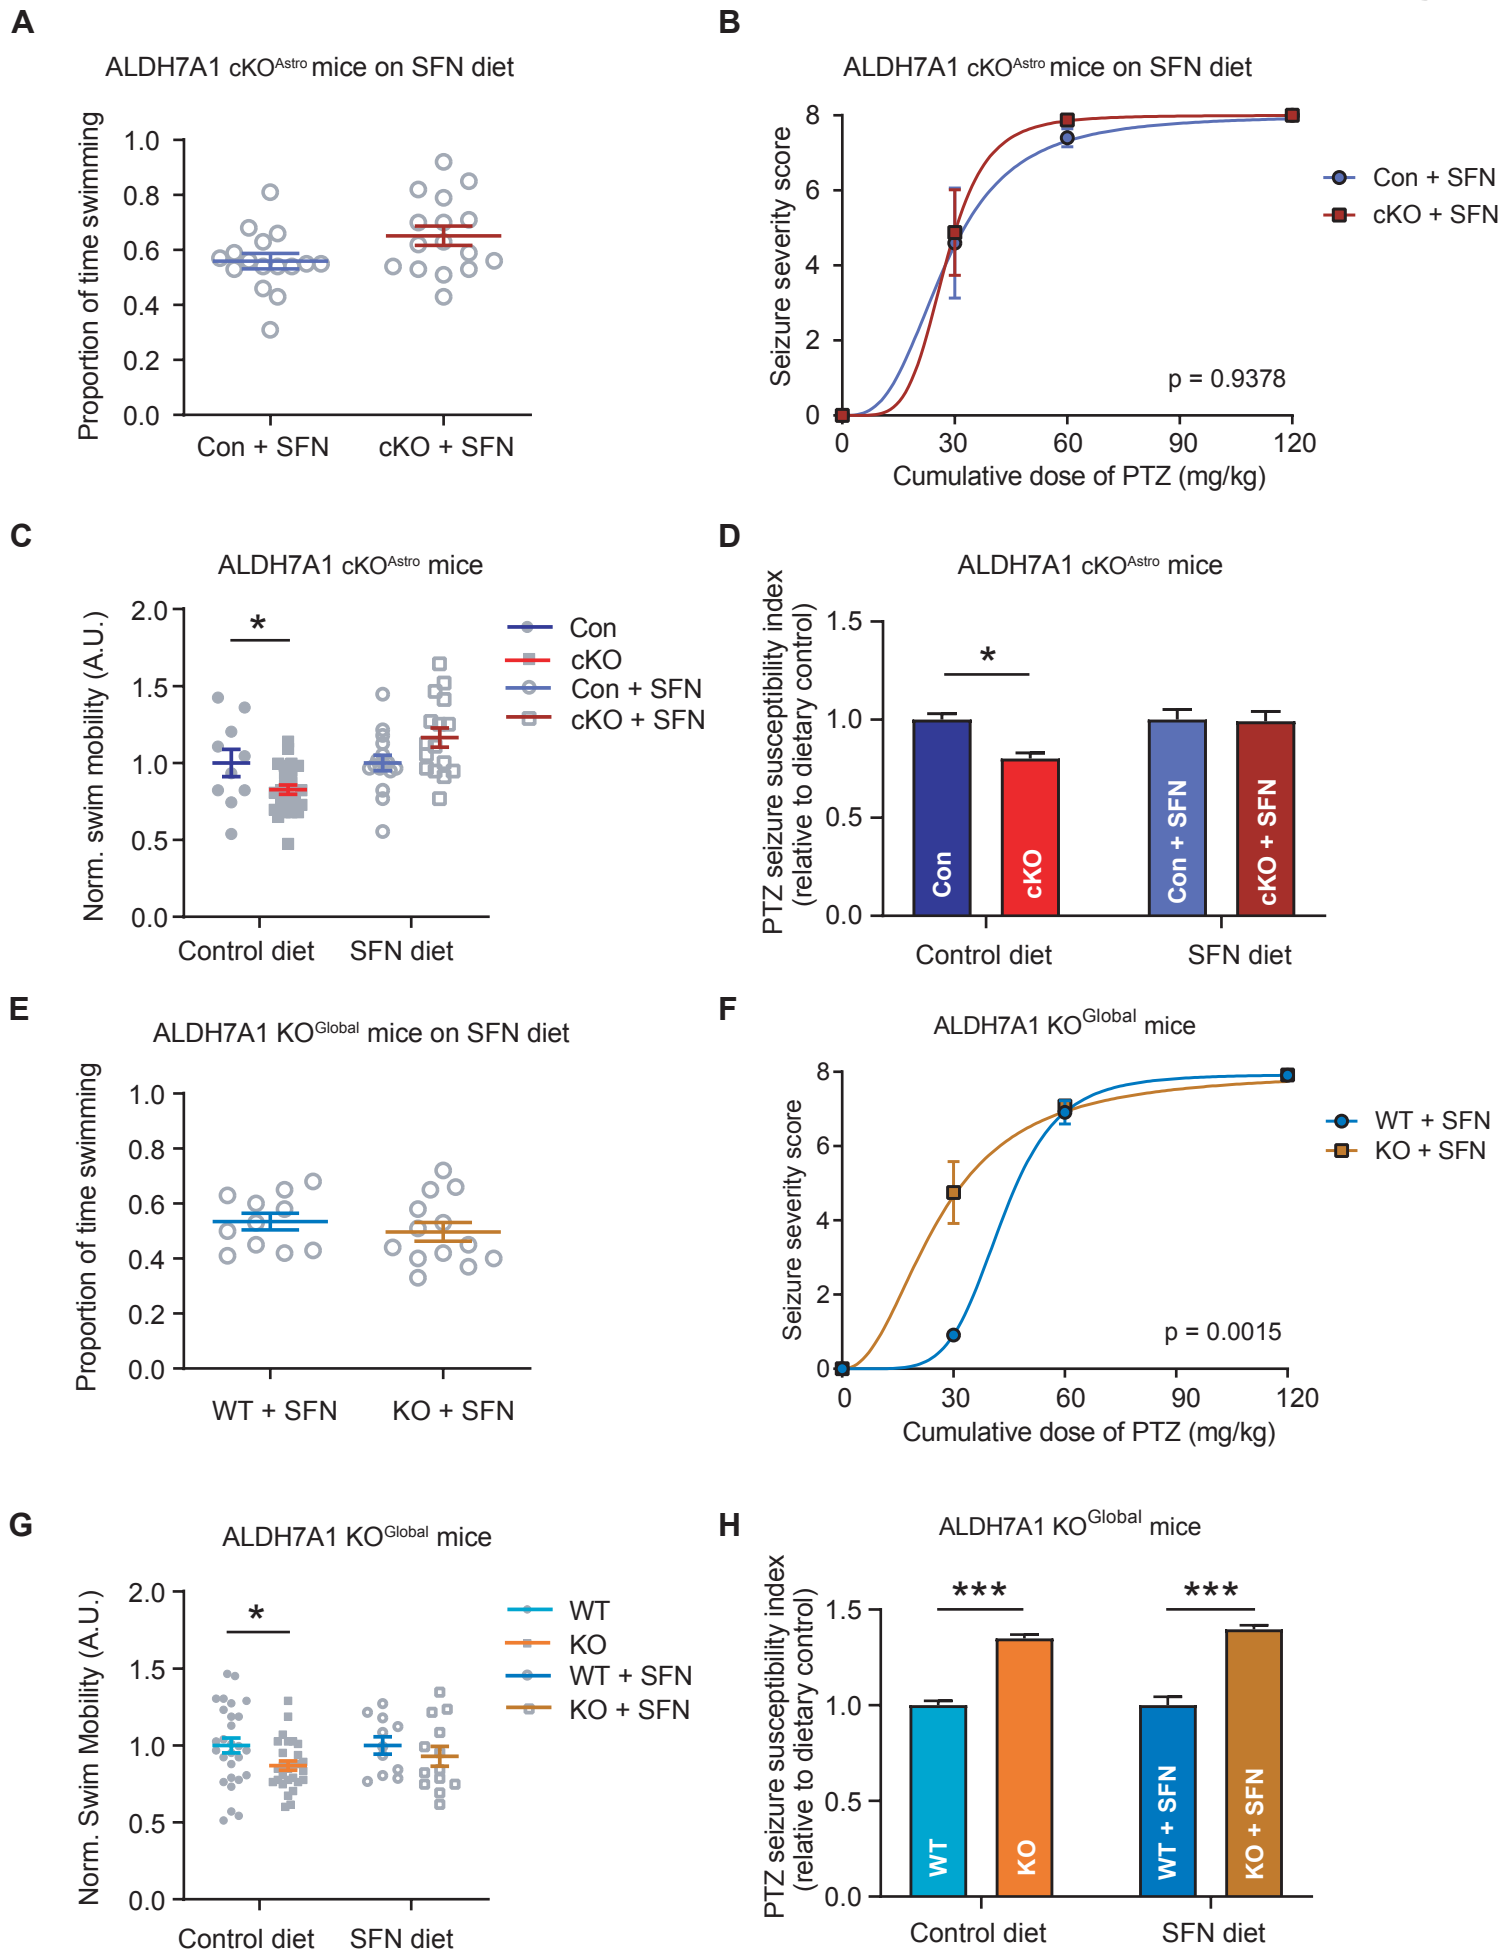 A
ALDH7A1 cKOAstro mice on SFN diet
Proportion of time swimming
1.0
0.8
0.6
0.4
0.2
0.0
Con + SFN
cKO + SFN
B
ALDH7A1 cKOAstro mice on SFN diet
Seizure severity score
8
6
4
2
0
0
30
60
90
120
Cumulative dose of PTZ (mg/kg)
p = 0.9378
Con + SFN
cKO + SFN
C
ALDH7A1 cKOAstro mice
Norm. swim mobility (A.U.)
2.0
1.5
1.0
0.5
0.0
*
Control diet
SFN diet
Con
cKO
Con + SFN
cKO + SFN
D
ALDH7A1 cKOAstro mice
PTZ seizure susceptibility index
(relative to dietary control)
1.5
1.0
0.5
0.0
*
Con
cKO
Con + SFN
cKO + SFN
Control diet
SFN diet
E
ALDH7A1 KOGlobal mice on SFN diet
Proportion of time swimming
1.0
0.8
0.6
0.4
0.2
0.0
WT + SFN
KO + SFN
F
ALDH7A1 KOGlobal mice
Seizure severity score
8
6
4
2
0
0
30
60
90
120
Cumulative dose of PTZ (mg/kg)
p = 0.0015
WT + SFN
KO + SFN
G
ALDH7A1 KOGlobal mice
Norm. Swim Mobility (A.U.)
2.0
1.5
1.0
0.5
0.0
*
Control diet
SFN diet
WT
KO
WT + SFN
KO + SFN
H
ALDH7A1 KOGlobal mice
PTZ seizure susceptibility index
(relative to dietary control)
1.5
1.0
0.5
0.0
***
***
WT
KO
WT + SFN
KO + SFN
Control diet
SFN diet